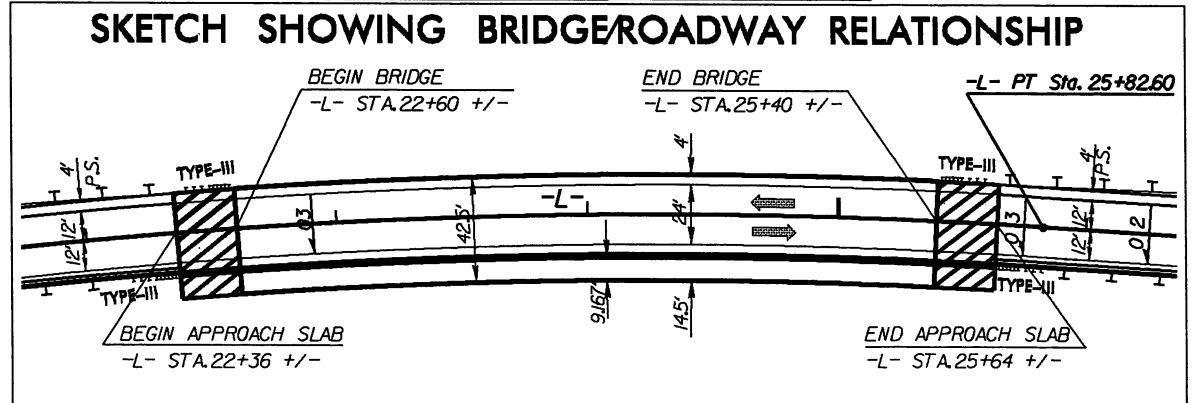 SKETCH SHOWING BRIDGE/ROADWAY RELATIONSHIP
BEGIN BRIDGE
-L- STA.22+60 +/-
END BRIDGE
-L- STA.25+40 +/-
-L- PT Sta. 25+82.60
4'
P.S.
TYPE-III
4'
TYPE-III
4'
P.S.
12'
12'
03
42.5'
-L-
24'
0 3
12'
12'
0 2
TYPE-III
9.167'
14.5'
TYPE-III
BEGIN APPROACH SLAB
-L- STA.22+36 +/-
END APPROACH SLAB
-L- STA.25+64 +/-